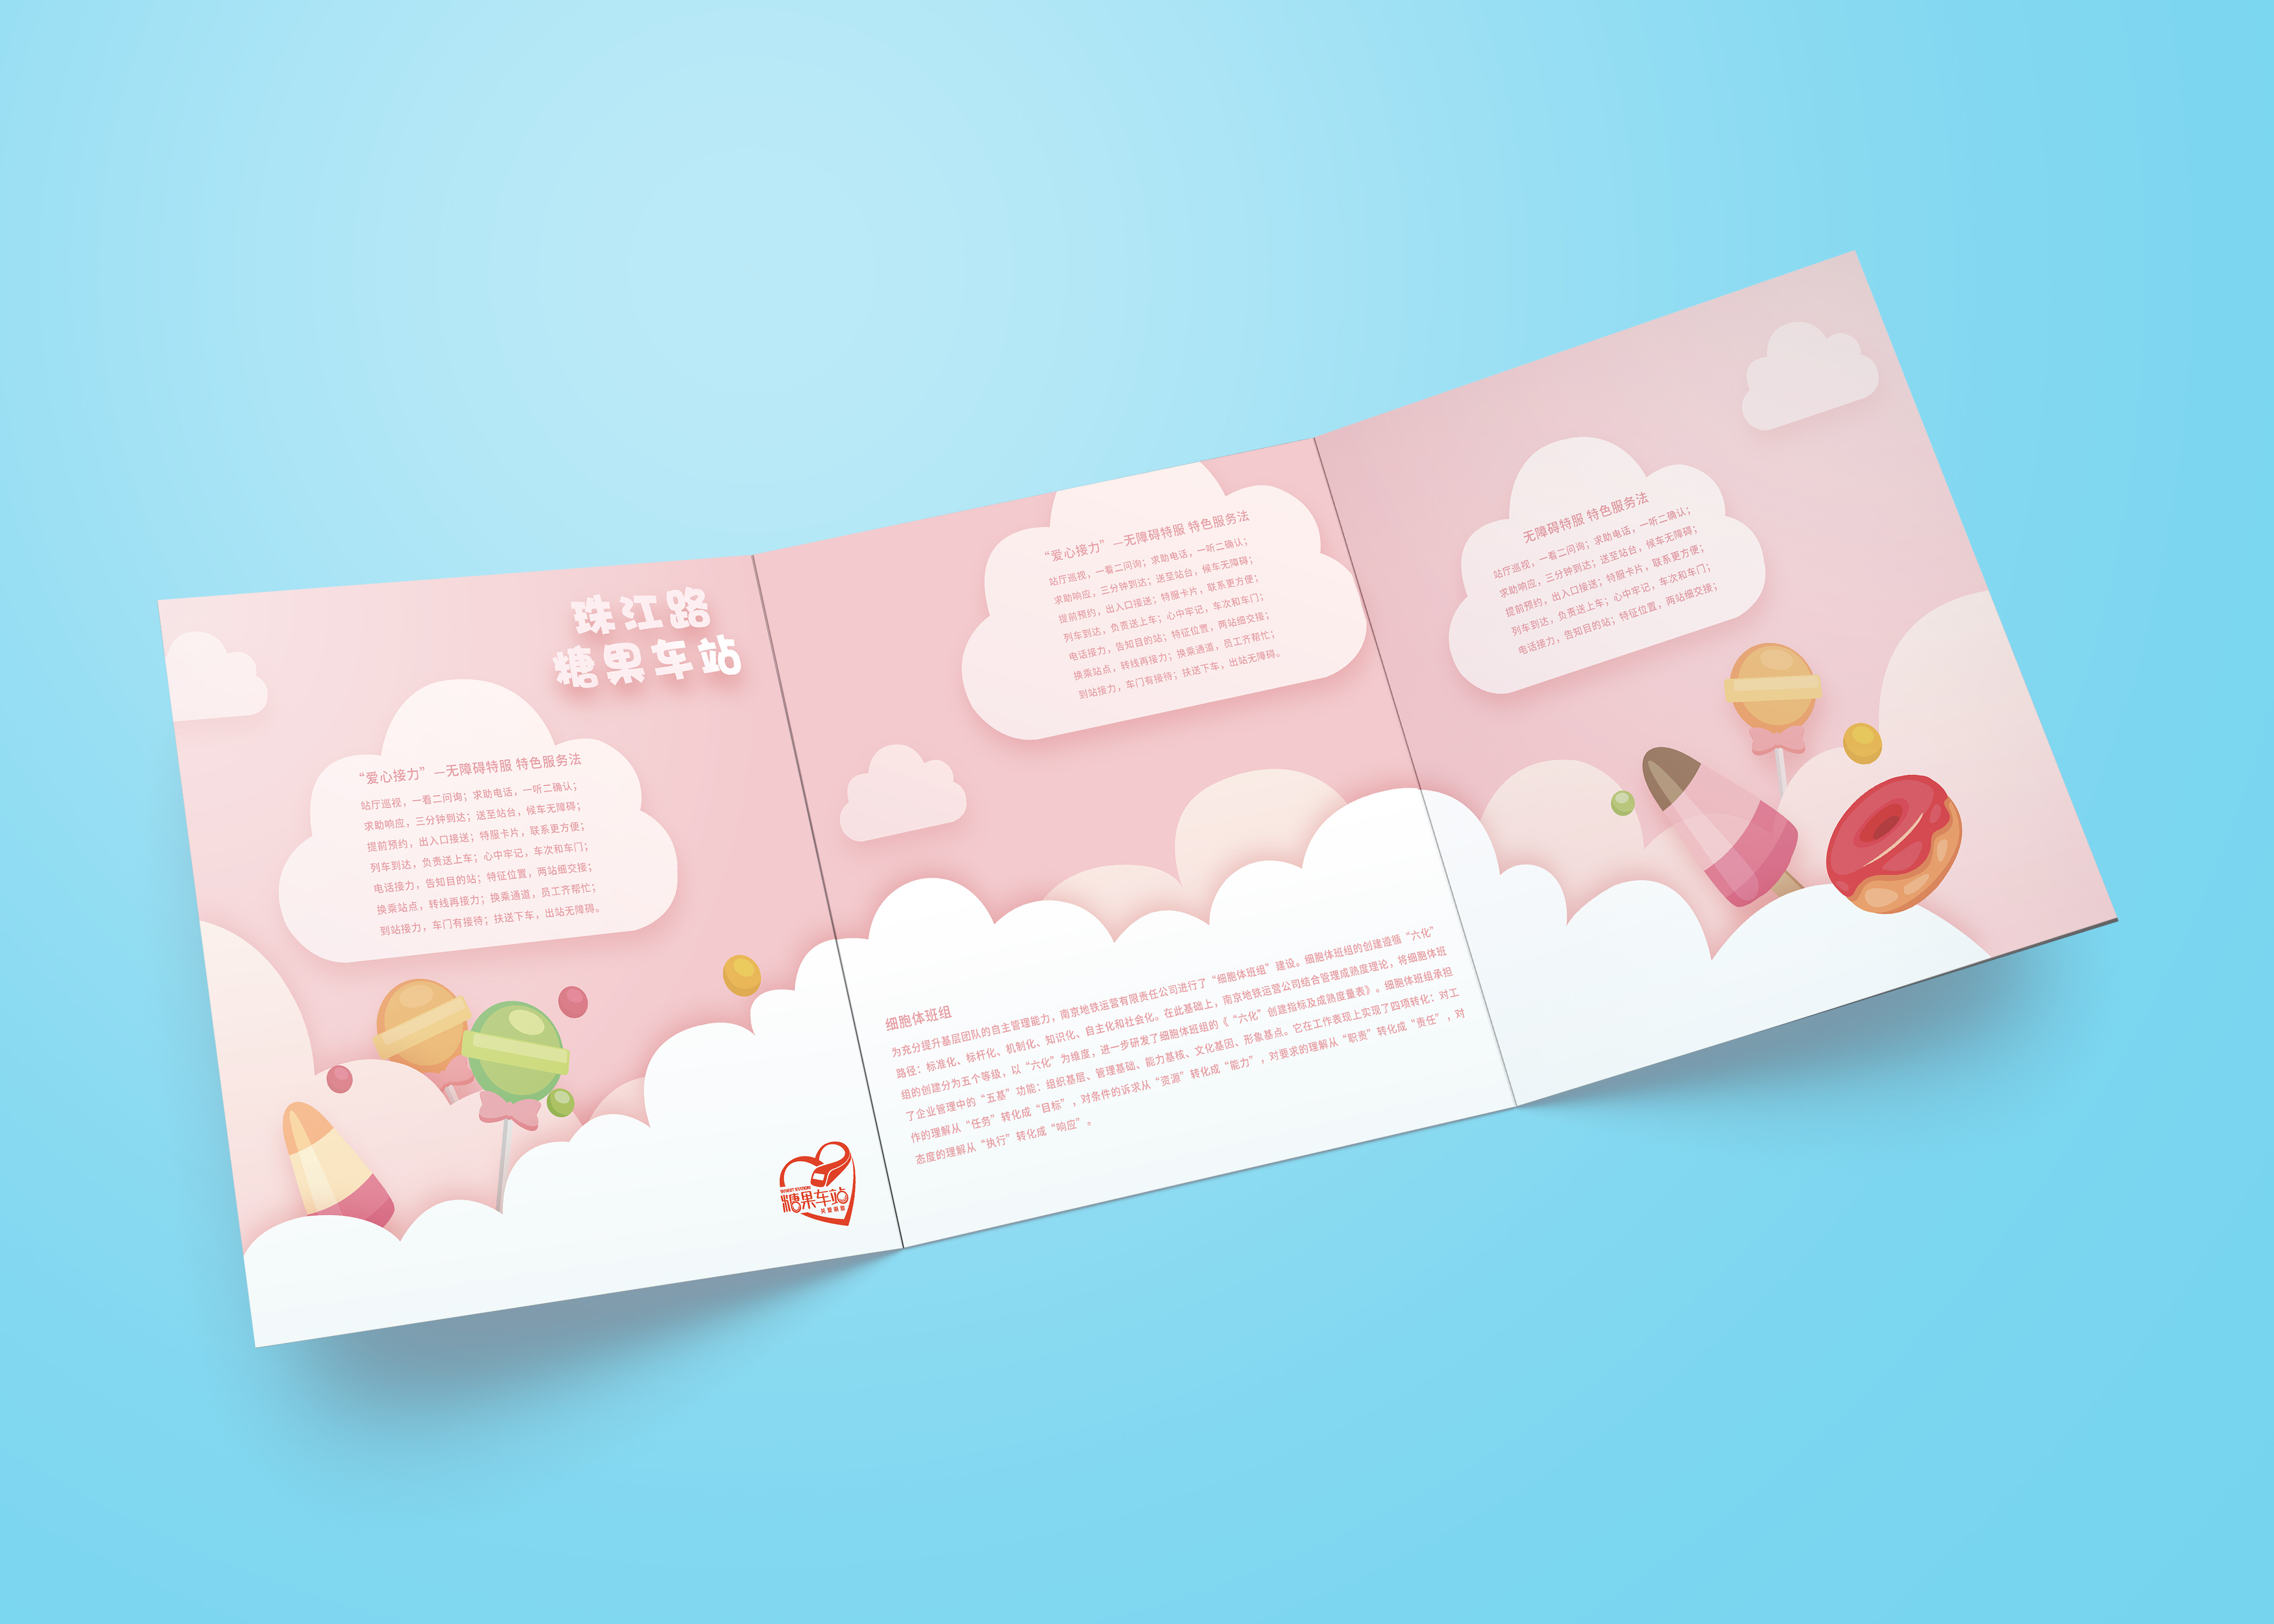 珠江路
糖果车站
“爱心接力”—无障碍特服 特色服务法
站厅巡视，一看二问询；求助电话，一听二确认；
求助响应，三分钟到达；送至站台，候车无障碍；
提前预约，出入口接送；特服卡片，联系更方便；
列车到达，负责送上车；心中牢记，车次和车门；
电话接力，告知目的站；特征位置，两站细交接；
换乘站点，转线再接力；换乘通道，员工齐帮忙；
到站接力，车门有接待；扶送下车，出站无障碍。
糖果车站
“爱心接力”—无障碍特服 特色服务法
站厅巡视，一看二问询；求助电话，一听二确认；
求助响应，三分钟到达；送至站台，候车无障碍；
提前预约，出入口接送；特服卡片，联系更方便；
列车到达，负责送上车；心中牢记，车次和车门；
电话接力，告知目的站；特征位置，两站细交接；
换乘站点，转线再接力；换乘通道，员工齐帮忙；
到站接力，车门有接待；扶送下车，出站无障碍。
细胞体班组
为充分提升基层团队的自主管理能力，南京地铁运营有限责任公司进行了“细胞体班组”建设。细胞体班组的创建遵循“六化”
路径：标准化、标杆化、机制化、知识化、自主化和社会化。在此基础上，南京地铁运营公司结合管理成熟度理论，将细胞体班
组的创建分为五个等级，以“六化”为维度，进一步研发了细胞体班组的《“六化”创建指标及成熟度量表》。细胞体班组承担
了企业管理中的“五基”功能：组织基层、管理基础、能力基核、文化基因、形象基点。它在工作表现上实现了四项转化：对工
作的理解从“任务”转化成“目标”，对条件的诉求从“资源”转化成“能力”，对要求的理解从“职责”转化成“责任”，对
态度的理解从“执行”转化成“响应”。
无障碍特服 特色服务法
站厅巡视，一看二问询；求助电话，一听二确认；
求助响应，三分钟到达；送至站台，候车无障碍；
提前预约，出入口接送；特服卡片，联系更方便；
列车到达，负责送上车；心中牢记，车次和车门；
电话接力，告知目的站；特征位置，两站细交接；